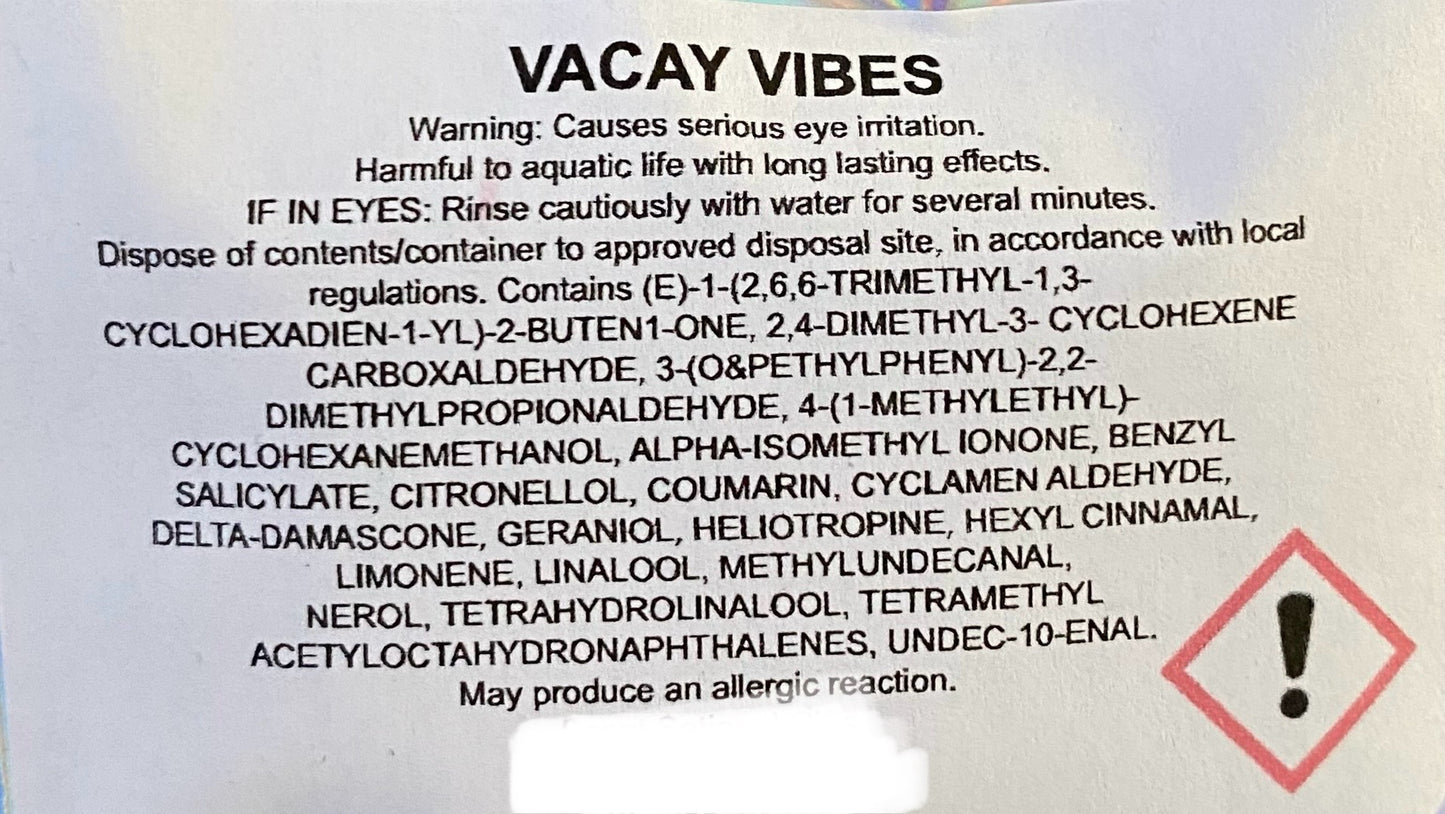 VACAY VIBES
Warning: Causes serious eye irritation.
Harmful to aquatic life with long lasting effects.
IF IN EYES: Rinse cautiously with water for several minutes.
Dispose of contents/container to approved disposal site, in accordance with local
regulations. Contains (E)-1-(2,6,6-TRIMETHYL-1,3-
CYCLOHEXADIEN-1-YL)-2-BUTEN1-ONE, 2,4-DIMETHYL-3- CYCLOHEXENE
CARBOXALDEHYDE, 3-(O&PETHYLPHENYL)-2,2-
DIMETHYLPROPIONALDEHYDE, 4-(1-METHYLETHYL)-
CYCLOHEXANEMETHANOL, ALPHA-ISOMETHYL IONONE, BENZYL
SALICYLATE, CITRONELLOL, COUMARIN, CYCLAMEN ALDEHYDE,
DELTA-DAMASCONE, GERANIOL, HELIOTROPINE, HEXYL CINNAMAL,
LIMONENE, LINALOOL, METHYLUNDECANAL,
NEROL, TETRAHYDROLINALOOL, TETRAMETHYL
ACETYLOCTAHYDRONAPHTHALENES, UNDEC-10-ENAL.
May produce an allergic reaction.